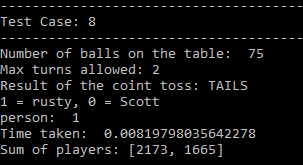 ----------------------------------------
Test Case: 8
----------------------------------------
Number of balls on the table:  75
Max turns allowed: 2
Result of the coint toss: TAILS
1 = rusty, 0 = Scott
person:  1
Time taken:  0.00819798035642278
Sum of players: [2173, 1665]